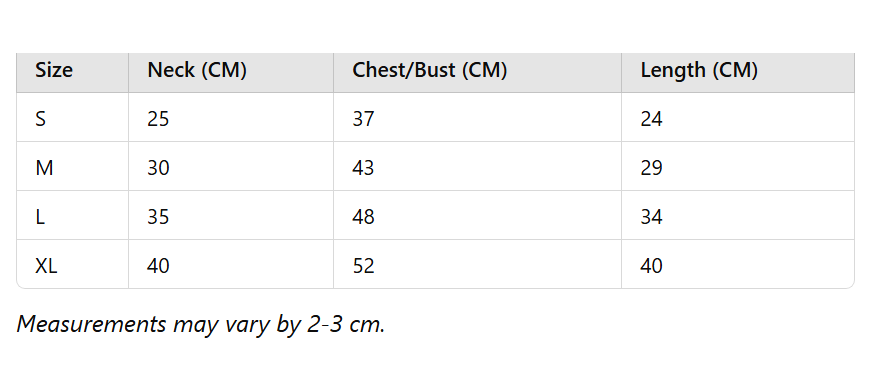 Size Neck (CM) Chest/Bust (CM) Length (CM)
S 25 37 24
M 30 43 29
L 35 48 34
XL 40 52 40
Measurements may vary by 2-3 cm.